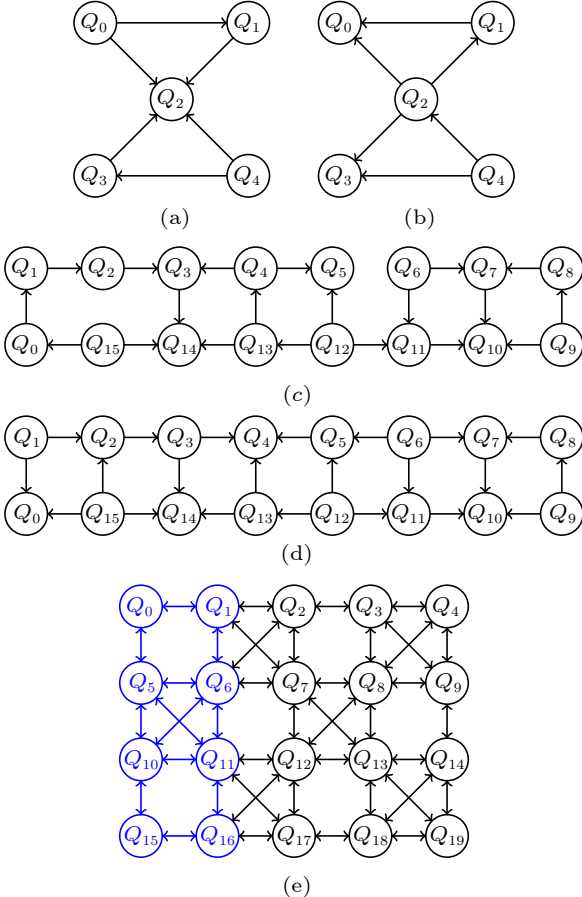 Q0 Q1 Q0 Q1
Q2 Q2
Q3 Q4 Q3 Q4
(a) (b)
Q1 Q2 Q3 Q4 Q5 Q6 Q7 Q8
Q0 Q15 Q14 Q13 Q12 Q11 Q10 Q9
(c)
Q1 Q2 Q3 Q4 Q5 Q6 Q7 Q8
Q0 Q15 Q14 Q13 Q12 Q11 Q10 Q9
(d)
Q0 Q1 Q2 Q3 Q4
Q5 Q6 Q7 Q8 Q9
Q10 Q11 Q12 Q13 Q14
Q15 Q16 Q17 Q18 Q19
(e)